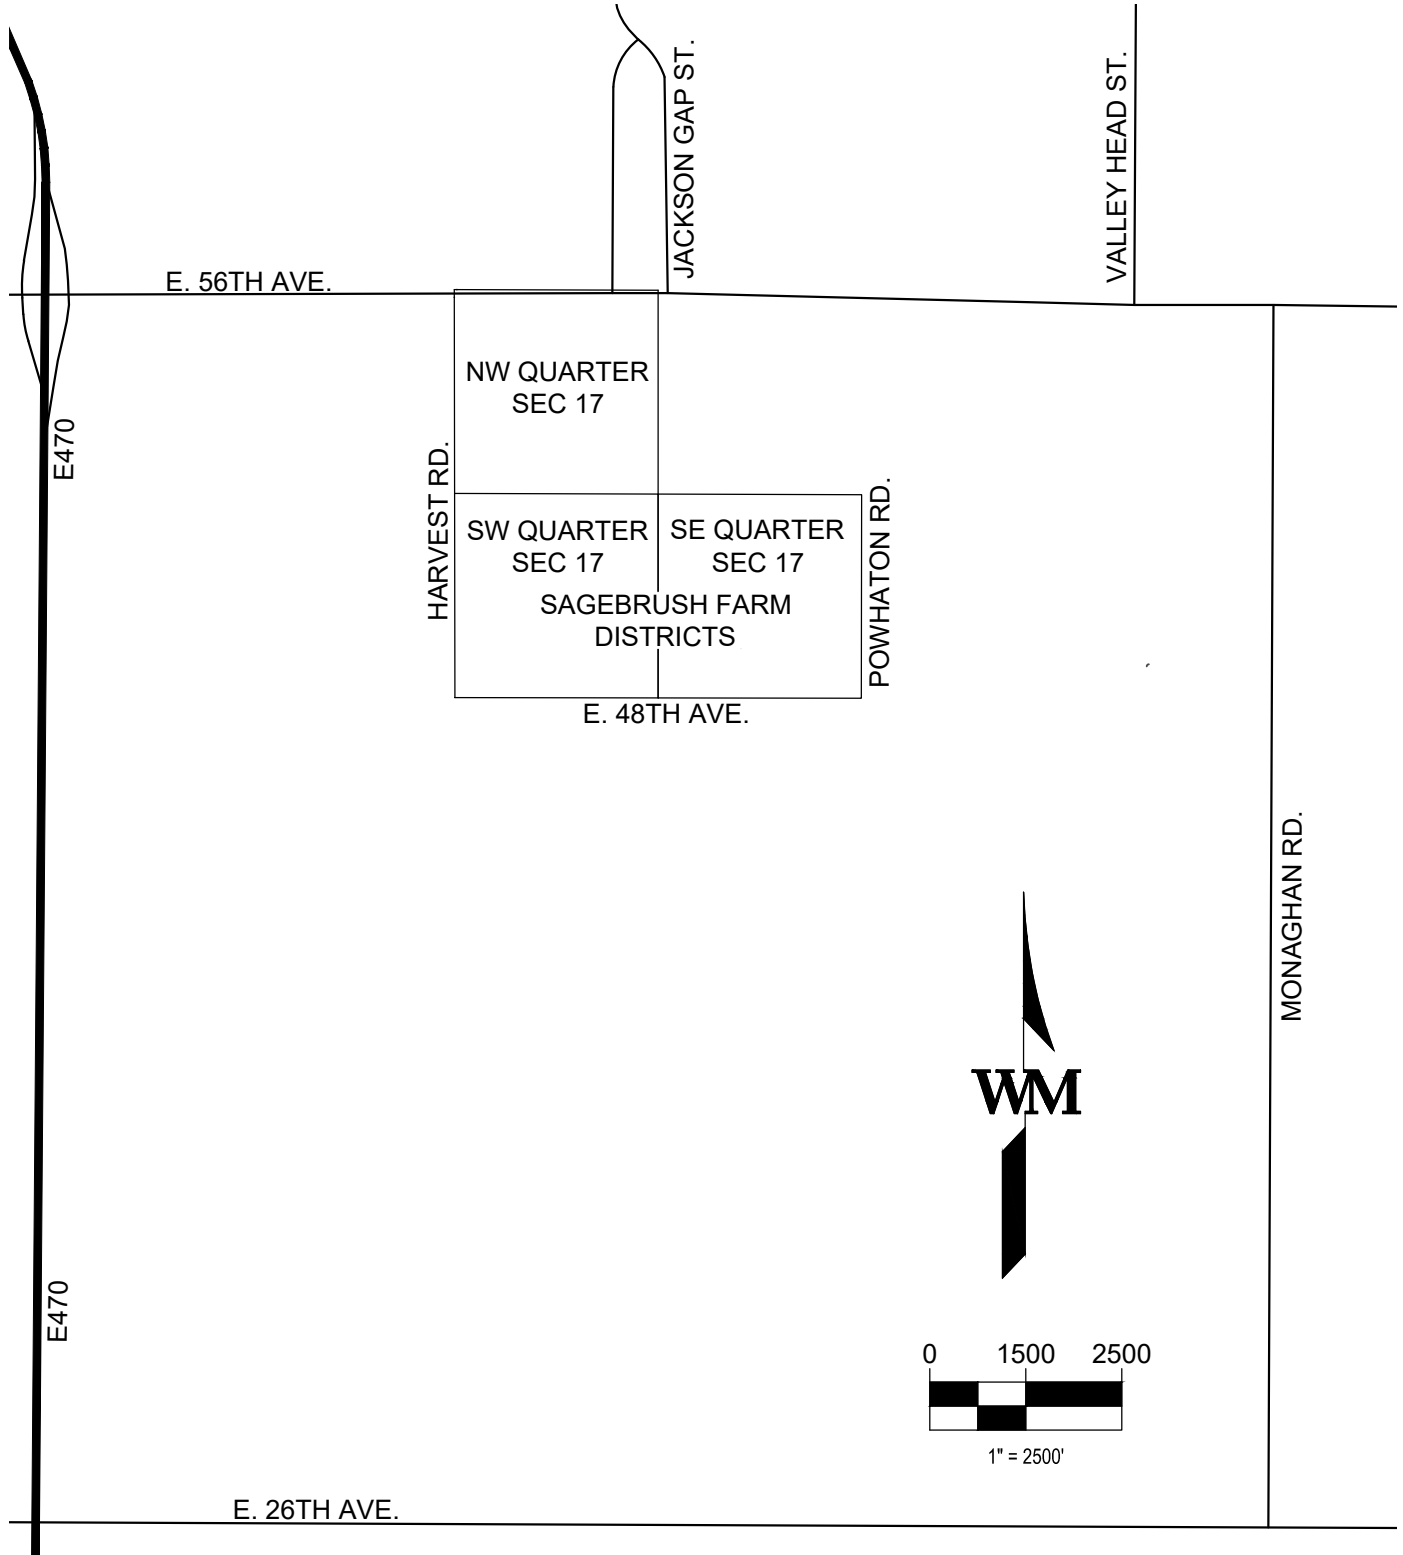 JACKSON GAP ST.
VALLEY HEAD ST.
E. 56TH AVE.
NW QUARTER
SEC 17
E470
HARVEST RD.
SW QUARTER
SEC 17
SE QUARTER
SEC 17
POWHATON RD.
SAGEBRUSH FARM
DISTRICTS
E. 48TH AVE.
MONAGHAN RD.
WM
E470
0 1500 2500
1" = 2500'
E. 26TH AVE.